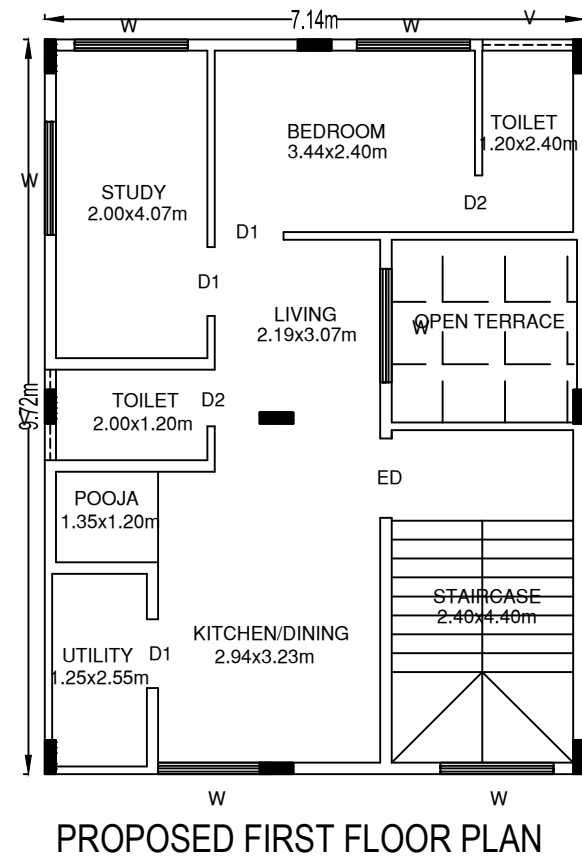 7.14m
W
W
V
BEDROOM
3.44x2.40m
TOILET
1.20x2.40m
W
STUDY
2.00x4.07m
D2
D1
D1
LIVING
2.19x3.07m
W
OPEN TERRACE
9.72m
V
TOILET
2.00x1.20m
D2
ED
POOJA
1.35x1.20m
STAIRCASE
2.40x4.40m
KITCHEN/DINING
2.94x3.23m
UTILITY
1.25x2.55m
D1
W
W
PROPOSED FIRST FLOOR PLAN